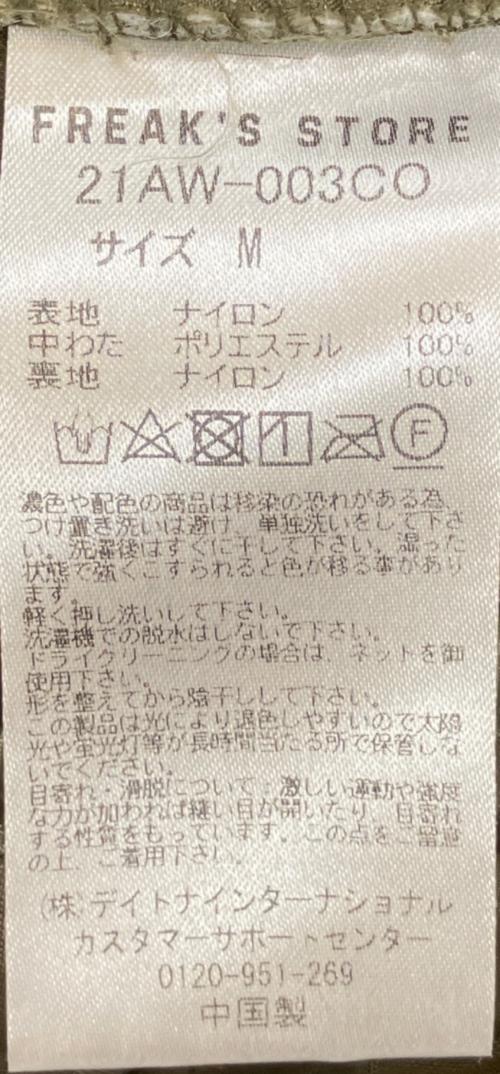 FREAK'S STORE
21AW-003CO
サイズ M
表地 ナイロン 100%
中わた ポリエステル 100%
裏地 ナイロン 100%
F
濃色や配色の商品は移染の恐れがある為
つけ置き洗いは避け、単独洗いをして下さ
い。洗濯後はすぐに干して下さい。湿った
状態で強くこすられると色が移る事があり
ます。
軽く押し洗いして下さい。
洗濯機での脱水はしないで下さい。
ドライクリーニングの場合は、ネットを御
使用下さい。
形を整えてから陰干しして下さい。
この製品は光により退色しやすいので太陽
光や蛍光灯等が長時間当たる所で保管しな
いでください。
目寄れ・滑脱について:激しい運動や強度
な力が加われば縫い目が開いたり、目寄れ
する性質をもっています。この点をご留意
の上、ご着用下さい。
(株)デイトナインターナショナル
カスタマーサポートセンター
0120-951-269
中国製